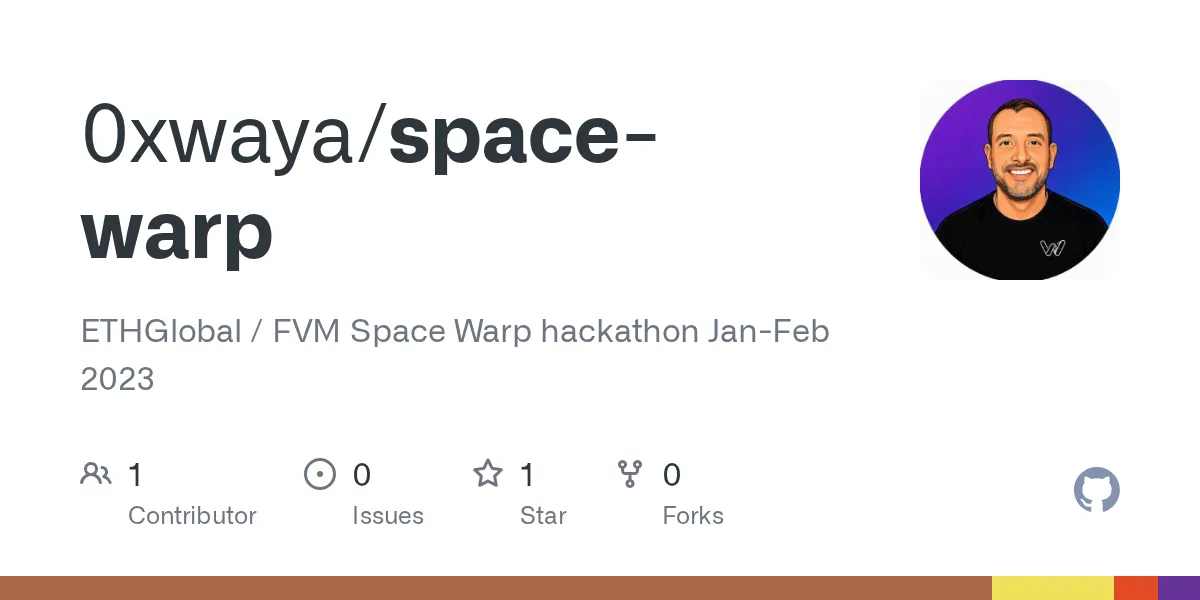 0xwaya/space-
warp
ETHGlobal / FVM Space Warp hackathon Jan-Feb
2023
1 0 1 0
Contributor Issues Star Forks
W